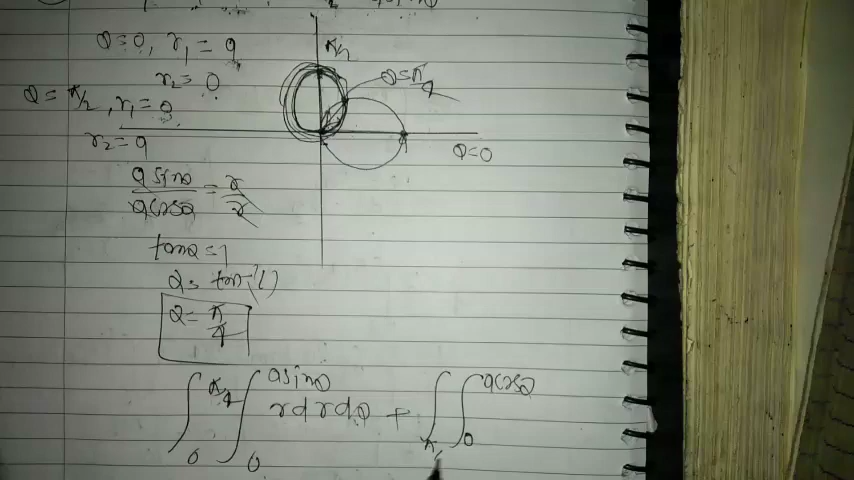 θ=0, r₁ = a
r₂ = 0
θ = π/2, r₁ = 0
r₂ = a
π/2
θ=π/4
θ=0
a sinθ / a cosθ = r/r
tanθ = 1
θ = tan⁻¹(1)
θ = π/4
∫₀^{π/4} ∫₀^{a sinθ} r dr dθ + ∫_{π/} ∫₀^{a cosθ}